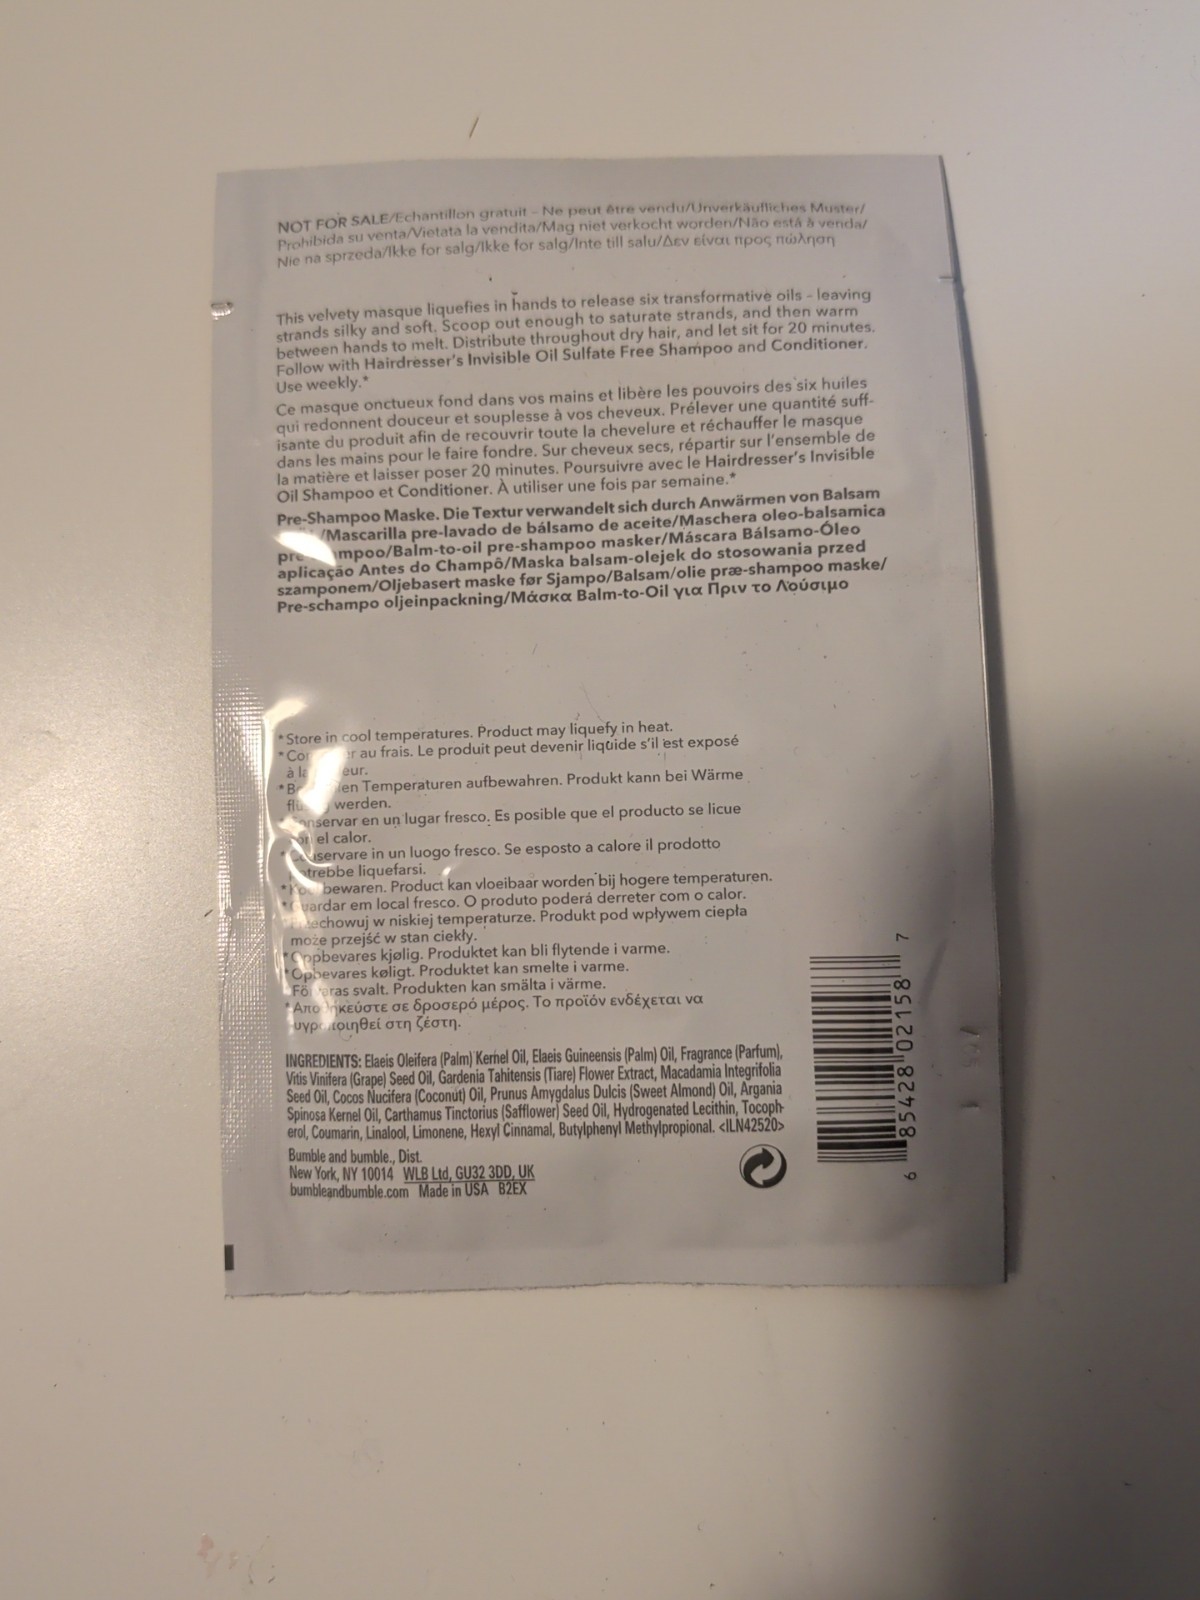 NOT FOR SALE/Echantillon gratuit - Ne peut être vendu/Unverkäufliches Muster/
Prohibida su venta/Vietata la vendita/Mag niet verkocht worden/Não está à venda/
Nie na sprzeda/Ikke for salg/Ikke for salg/Inte till salu/Δεν είναι προς πώληση
This velvety masque liquefies in hands to release six transformative oils - leaving
strands silky and soft. Scoop out enough to saturate strands, and then warm
between hands to melt. Distribute throughout dry hair, and let sit for 20 minutes.
Follow with Hairdresser's Invisible Oil Sulfate Free Shampoo and Conditioner.
Use weekly.*
Ce masque onctueux fond dans vos mains et libère les pouvoirs des six huiles
qui redonnent douceur et souplesse à vos cheveux. Prélever une quantité suff-
isante du produit afin de recouvrir toute la chevelure et réchauffer le masque
dans les mains pour le faire fondre. Sur cheveux secs, répartir sur l'ensemble de
la matière et laisser poser 20 minutes. Poursuivre avec le Hairdresser's Invisible
Oil Shampoo et Conditioner. À utiliser une fois par semaine.*
Pre-Shampoo Maske. Die Textur verwandelt sich durch Anwärmen von Balsam
/Mascarilla pre-lavado de bálsamo de aceite/Maschera oleo-balsamica
/Balm-to-oil pre-shampoo masker/Máscara Bálsamo-Óleo
aplicação Antes do Champô/Maska balsam-olejek do stosowania przed
szamponem/Oljebasert maske før Sjampo/Balsam/olie præ-shampoo maske/
Pre-schampo oljeinpackning/Μάσκα Balm-to-Oil για Πριν το Λούσιμο
*Store in cool temperatures. Product may liquefy in heat.
* au frais. Le produit peut devenir liquide s'il est exposé
à
* Temperaturen aufbewahren. Produkt kann bei Wärme
werden.
en un lugar fresco. Es posible que el producto se licue
el calor.
* in un luogo fresco. Se esposto a calore il prodotto
liquefarsi.
* bewaren. Product kan vloeibaar worden bij hogere temperaturen.
* em local fresco. O produto poderá derreter com o calor.
w niskiej temperaturze. Produkt pod wpływem ciepła
może przejść w stan ciekły.
*Oppbevares kjølig. Produktet kan bli flytende i varme.
*Opbevares køligt. Produktet kan smelte i varme.
svalt. Produkten kan smälta i värme.
* σε δροσερό μέρος. Το προϊόν ενδέχεται να
στη ζέστη.
INGREDIENTS: Elaeis Oleifera (Palm) Kernel Oil, Elaeis Guineensis (Palm) Oil, Fragrance (Parfum),
Vitis Vinifera (Grape) Seed Oil, Gardenia Tahitensis (Tiare) Flower Extract, Macadamia Integrifolia
Seed Oil, Cocos Nucifera (Coconut) Oil, Prunus Amygdalus Dulcis (Sweet Almond) Oil, Argania
Spinosa Kernel Oil, Carthamus Tinctorius (Safflower) Seed Oil, Hydrogenated Lecithin, Tocoph-
erol, Coumarin, Linalool, Limonene, Hexyl Cinnamal, Butylphenyl Methylpropional. <ILN42520>
Bumble and bumble., Dist.
New York, NY 10014 WLB Ltd, GU32 3DD, UK
bumbleandbumble.com Made in USA B2EX
6 85428 02158 7